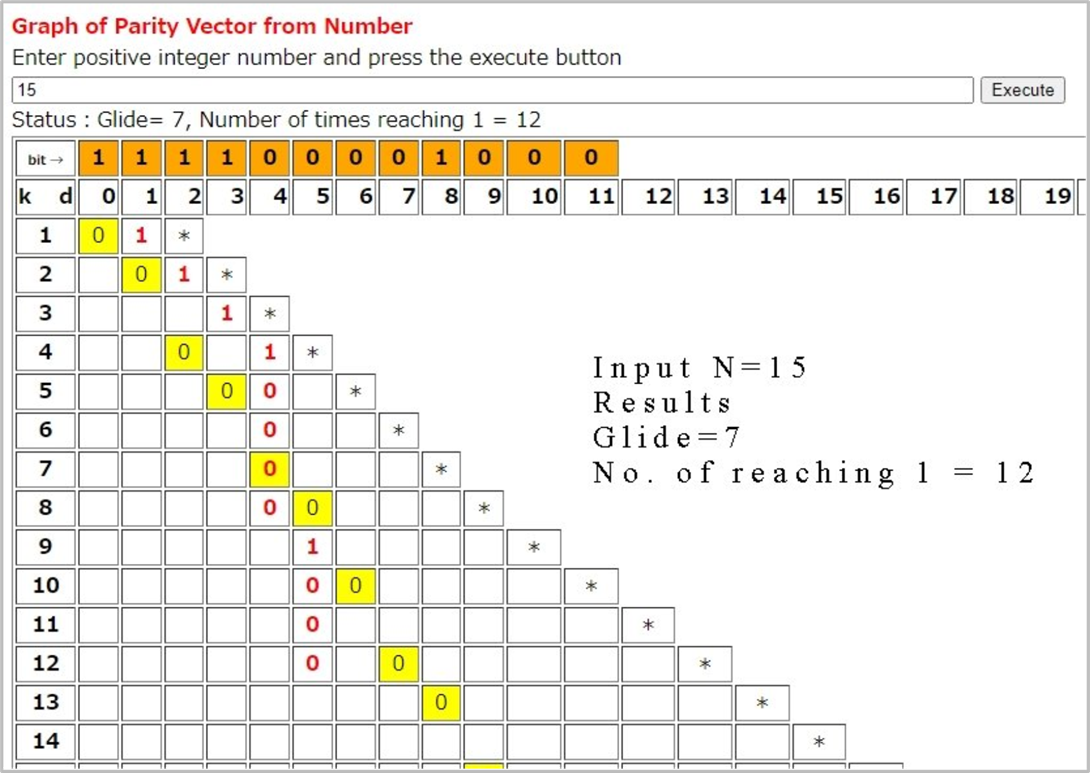 Graph of Parity Vector from Number
Enter positive integer number and press the execute button
15 Execute
Status : Glide= 7, Number of times reaching 1 = 12
bit → 1 1 1 1 0 0 0 0 1 0 0 0
k d 0 1 2 3 4 5 6 7 8 9 10 11 12 13 14 15 16 17 18 19
1 0 1 *
2 0 1 *
3 1 *
4 0 1 *
5 0 0 *
6 0 *
7 0 *
8 0 0 *
9 1 *
10 0 0 *
11 0 *
12 0 0 *
13 0 *
14 *
Input N=15
Results
Glide=7
No. of reaching 1 = 12